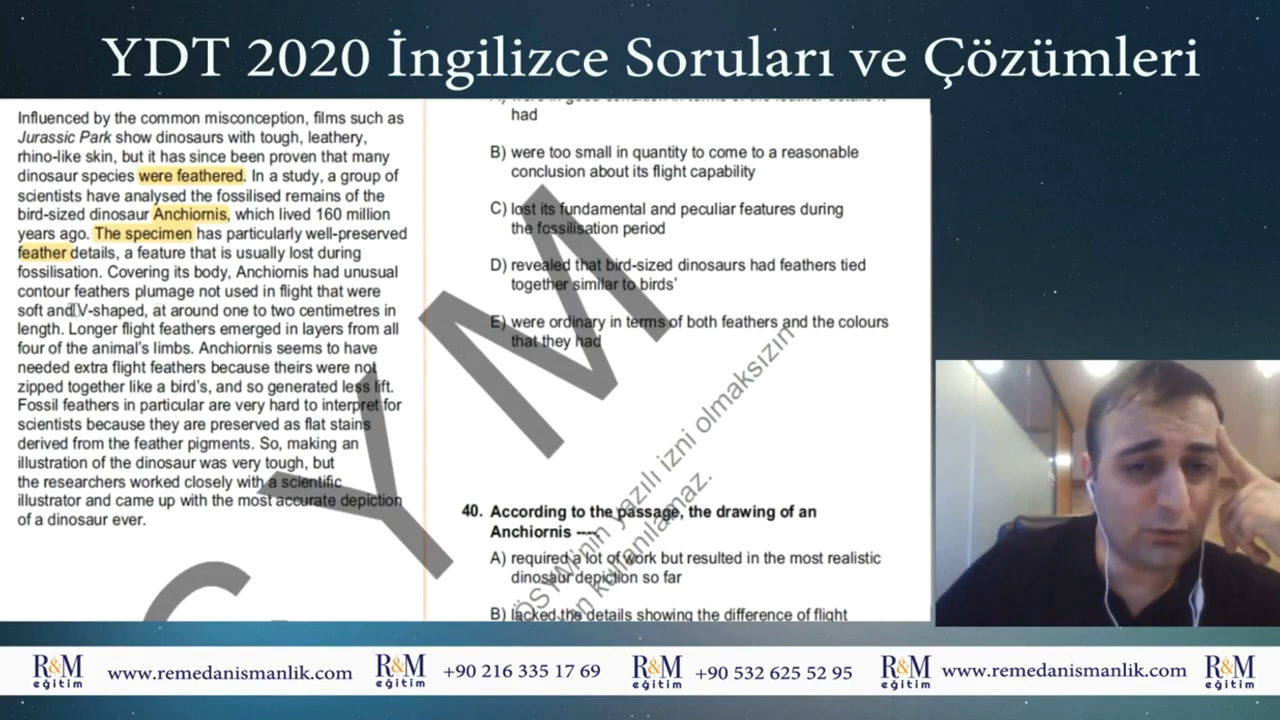 YDT 2020 İngilizce Soruları ve Çözümleri
Influenced by the common misconception, films such as
Jurassic Park show dinosaurs with tough, leathery,
rhino-like skin, but it has since been proven that many
dinosaur species were feathered. In a study, a group of
scientists have analysed the fossilised remains of the
bird-sized dinosaur Anchiornis, which lived 160 million
years ago. The specimen has particularly well-preserved
feather details, a feature that is usually lost during
fossilisation. Covering its body, Anchiornis had unusual
contour feathers plumage not used in flight that were
soft and V-shaped, at around one to two centimetres in
length. Longer flight feathers emerged in layers from all
four of the animal's limbs. Anchiornis seems to have
needed extra flight feathers because theirs were not
zipped together like a bird's, and so generated less lift.
Fossil feathers in particular are very hard to interpret for
scientists because they are preserved as flat stains
derived from the feather pigments. So, making an
illustration of the dinosaur was very tough, but
the researchers worked closely with a scientific
illustrator and came up with the most accurate depiction
of a dinosaur ever.
had
B) were too small in quantity to come to a reasonable
conclusion about its flight capability
C) lost its fundamental and peculiar features during
the fossilisation period
D) revealed that bird-sized dinosaurs had feathers tied
together similar to birds'
E) were ordinary in terms of both feathers and the colours
that they had
40. According to the passage, the drawing of an
Anchiornis ----.
A) required a lot of work but resulted in the most realistic
dinosaur depiction so far
B) lacked the details showing the difference of flight
SYM
ÖSYM'nin yazılı izni olmaksızın
kullanılamaz.
R&M eğitim www.remedanismanlik.com R&M eğitim +90 216 335 17 69 R&M eğitim +90 532 625 52 95 R&M eğitim www.remedanismanlik.com R&M eğitim